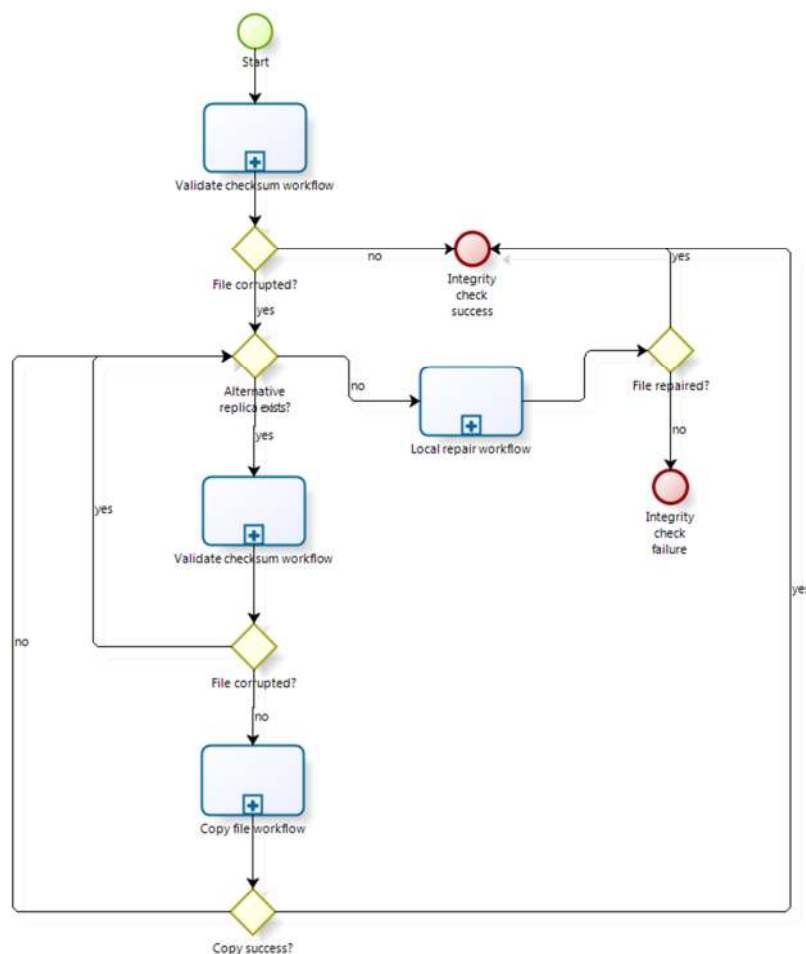 Start
Validate checksum workflow
no
File corrupted?
Integrity
check
success
yes
yes
Alternative
replica exists?
no
File repaired?
Local repair workflow
yes
no
Validate checksum workflow
Integrity
check
failure
yes
yes
no
File corrupted?
no
Copy file workflow
Copy success?